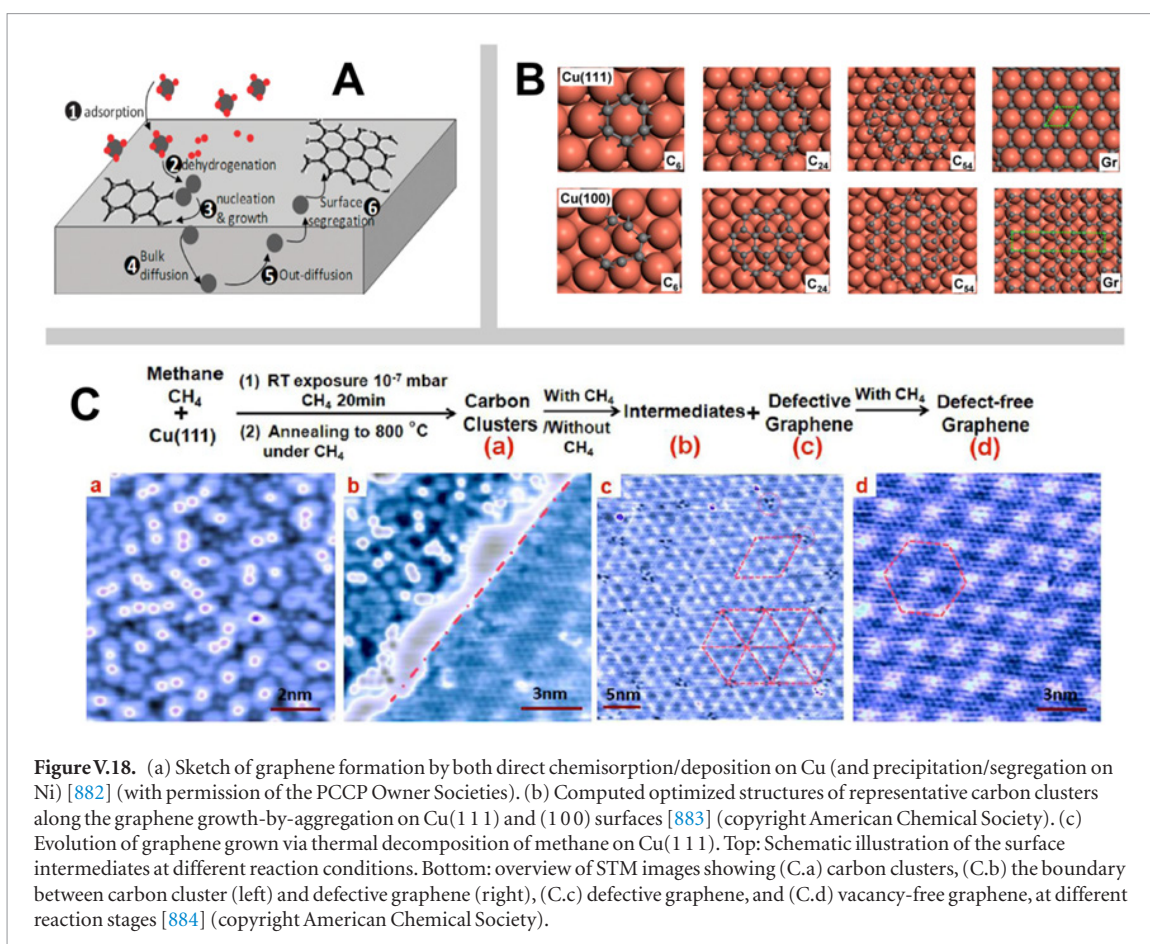 A
❶ adsorption
❷ dehydrogenation
❸ nucleation
& growth
❹ Bulk
diffusion
❺ Out-diffusion
Surface
segregation ❻
B
Cu(111)
C6
C24
C54
Gr
Cu(100)
C6
C24
C54
Gr
C
Methane
CH4
+
Cu(111)
(1) RT exposure 10-7 mbar
CH4 20min
(2) Annealing to 800 °C
under CH4
Carbon
Clusters
(a)
With CH4
/Without
CH4
Intermediates
(b)
+
Defective
Graphene
(c)
With CH4
Defect-free
Graphene
(d)
a
2nm
b
3nm
c
5nm
d
3nm
Figure V.18. (a) Sketch of graphene formation by both direct chemisorption/deposition on Cu (and precipitation/segregation on
Ni) [882] (with permission of the PCCP Owner Societies). (b) Computed optimized structures of representative carbon clusters
along the graphene growth-by-aggregation on Cu(1 1 1) and (1 0 0) surfaces [883] (copyright American Chemical Society). (c)
Evolution of graphene grown via thermal decomposition of methane on Cu(1 1 1). Top: Schematic illustration of the surface
intermediates at different reaction conditions. Bottom: overview of STM images showing (C.a) carbon clusters, (C.b) the boundary
between carbon cluster (left) and defective graphene (right), (C.c) defective graphene, and (C.d) vacancy-free graphene, at different
reaction stages [884] (copyright American Chemical Society).